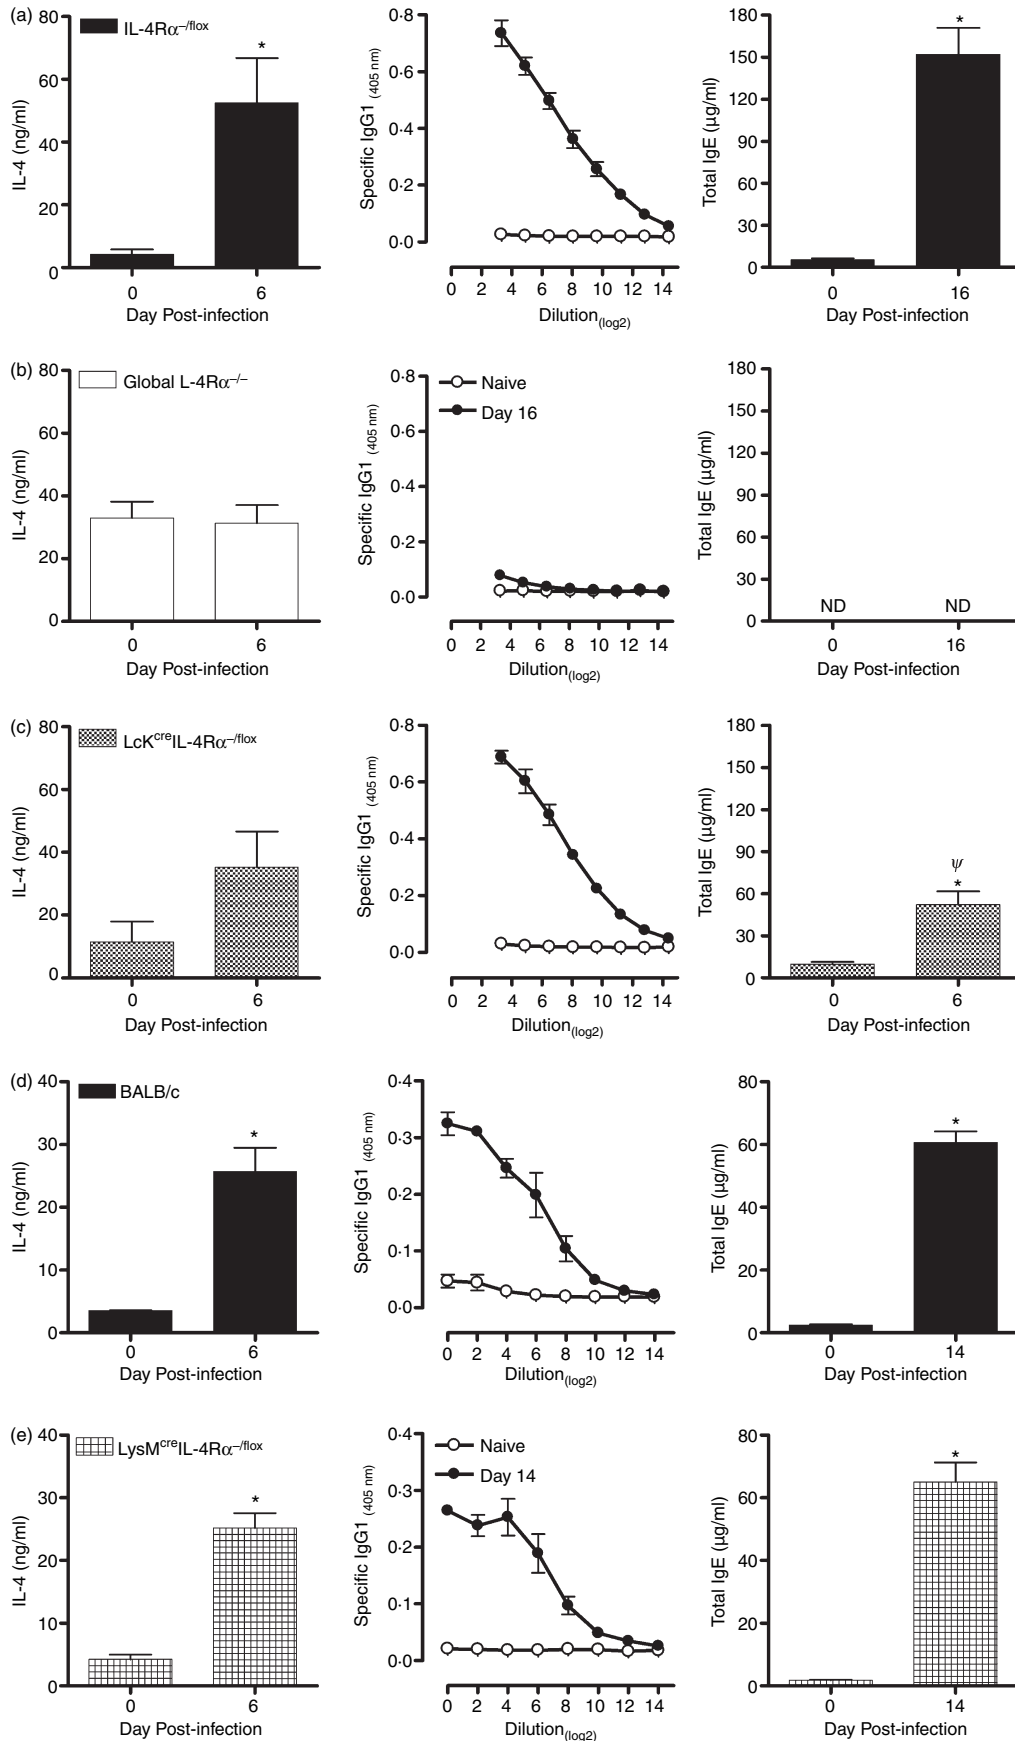 (a) IL-4Rα−/flox
IL-4 (ng/ml)
80
60
40
20
0
*
0 6
Day Post-infection
Specific IgG1 (405 nm)
0·8
0·6
0·4
0·2
0·0
0 2 4 6 8 10 12 14
Dilution(log2)
Total IgE (µg/ml)
180
150
120
90
60
30
0
*
0 16
Day Post-infection
(b) Global L-4Rα−/−
IL-4 (ng/ml)
80
60
40
20
0
0 6
Day Post-infection
Specific IgG1 (405 nm)
0·8
0·6
0·4
0·2
0·0
Naive
Day 16
0 2 4 6 8 10 12 14
Dilution(log2)
Total IgE (µg/ml)
180
150
120
90
60
30
0
ND ND
0 16
Day Post-infection
(c) LcKcreIL-4Rα−/flox
IL-4 (ng/ml)
80
60
40
20
0
0 6
Day Post-infection
Specific IgG1 (405 nm)
0·8
0·6
0·4
0·2
0·0
0 2 4 6 8 10 12 14
Dilution(log2)
Total IgE (µg/ml)
180
150
120
90
60
30
0
ψ
*
0 6
Day Post-infection
(d) BALB/c
IL-4 (ng/ml)
40
30
20
10
0
*
0 6
Day Post-infection
Specific IgG1 (405 nm)
0·4
0·3
0·2
0·1
0·0
0 2 4 6 8 10 12 14
Dilution(log2)
Total IgE (µg/ml)
80
60
40
20
0
*
0 14
Day Post-infection
(e) LysMcreIL-4Rα−/flox
IL-4 (ng/ml)
40
30
20
10
0
*
0 6
Day Post-infection
Specific IgG1 (405 nm)
0·4
0·3
0·2
0·1
0·0
Naive
Day 14
0 2 4 6 8 10 12 14
Dilution(log2)
Total IgE (µg/ml)
80
60
40
20
0
*
0 14
Day Post-infection